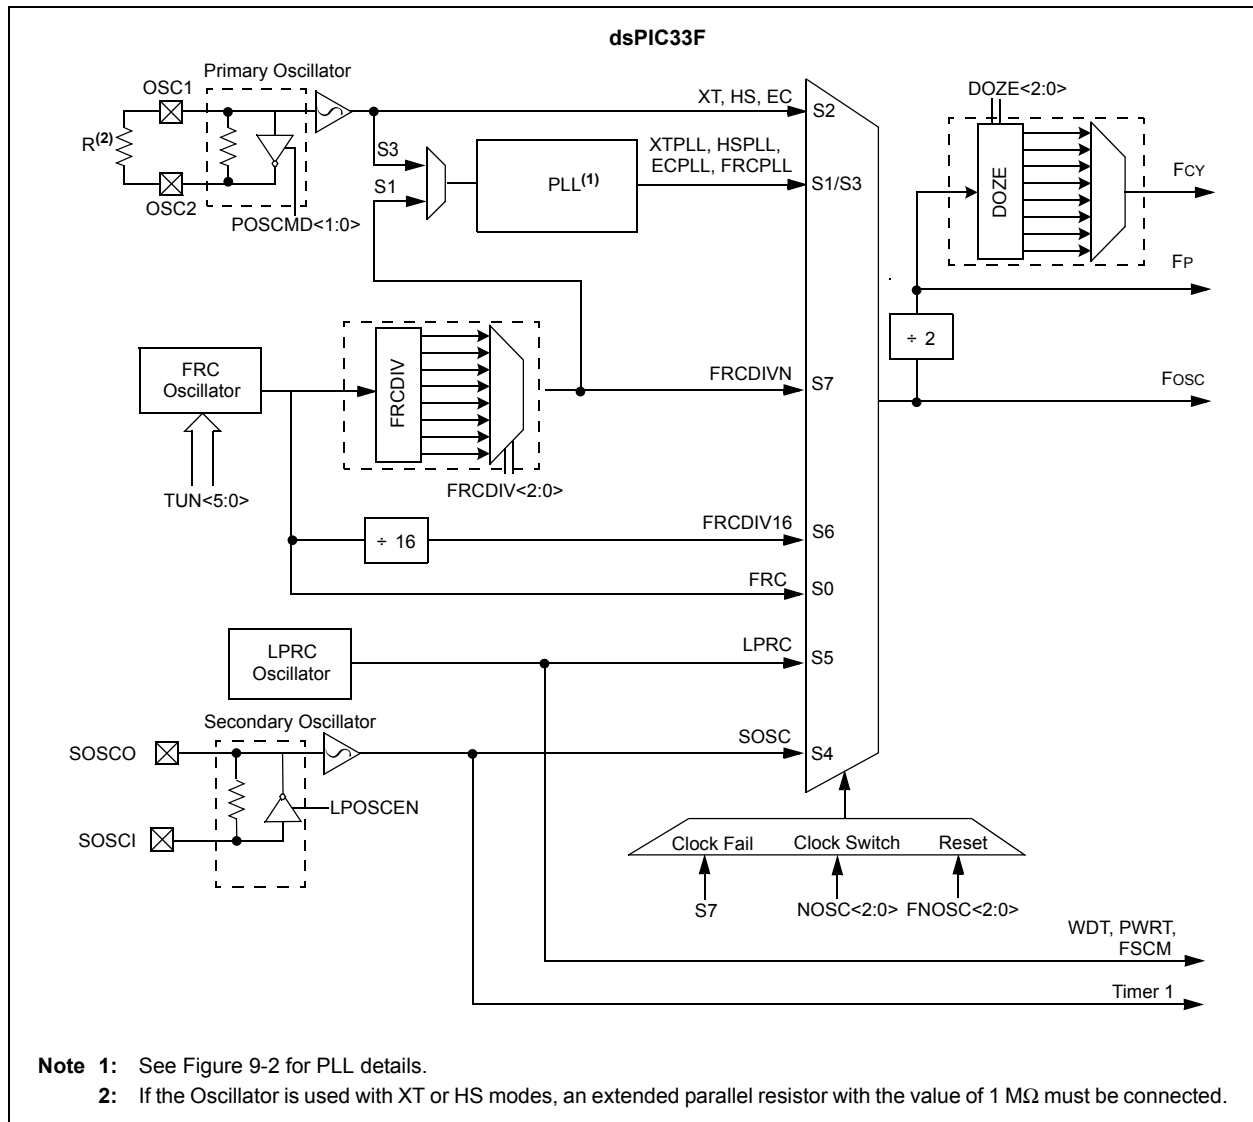 dsPIC33F
Primary Oscillator
OSC1
R(2)
OSC2
POSCMD<1:0>
XT, HS, EC
S2
S3
S1
PLL(1)
XTPLL, HSPLL,
ECPLL, FRCPLL
S1/S3
DOZE<2:0>
DOZE
FCY
FP
÷ 2
FOSC
FRC
Oscillator
TUN<5:0>
FRCDIV
FRCDIV<2:0>
FRCDIVN
S7
÷ 16
FRCDIV16
S6
FRC
S0
LPRC
Oscillator
LPRC
S5
Secondary Oscillator
SOSCO
SOSCI
LPOSCEN
SOSC
S4
Clock Fail
Clock Switch
Reset
S7
NOSC<2:0>
FNOSC<2:0>
WDT, PWRT,
FSCM
Timer 1
Note 1: See Figure 9-2 for PLL details.
2: If the Oscillator is used with XT or HS modes, an extended parallel resistor with the value of 1 MΩ must be connected.